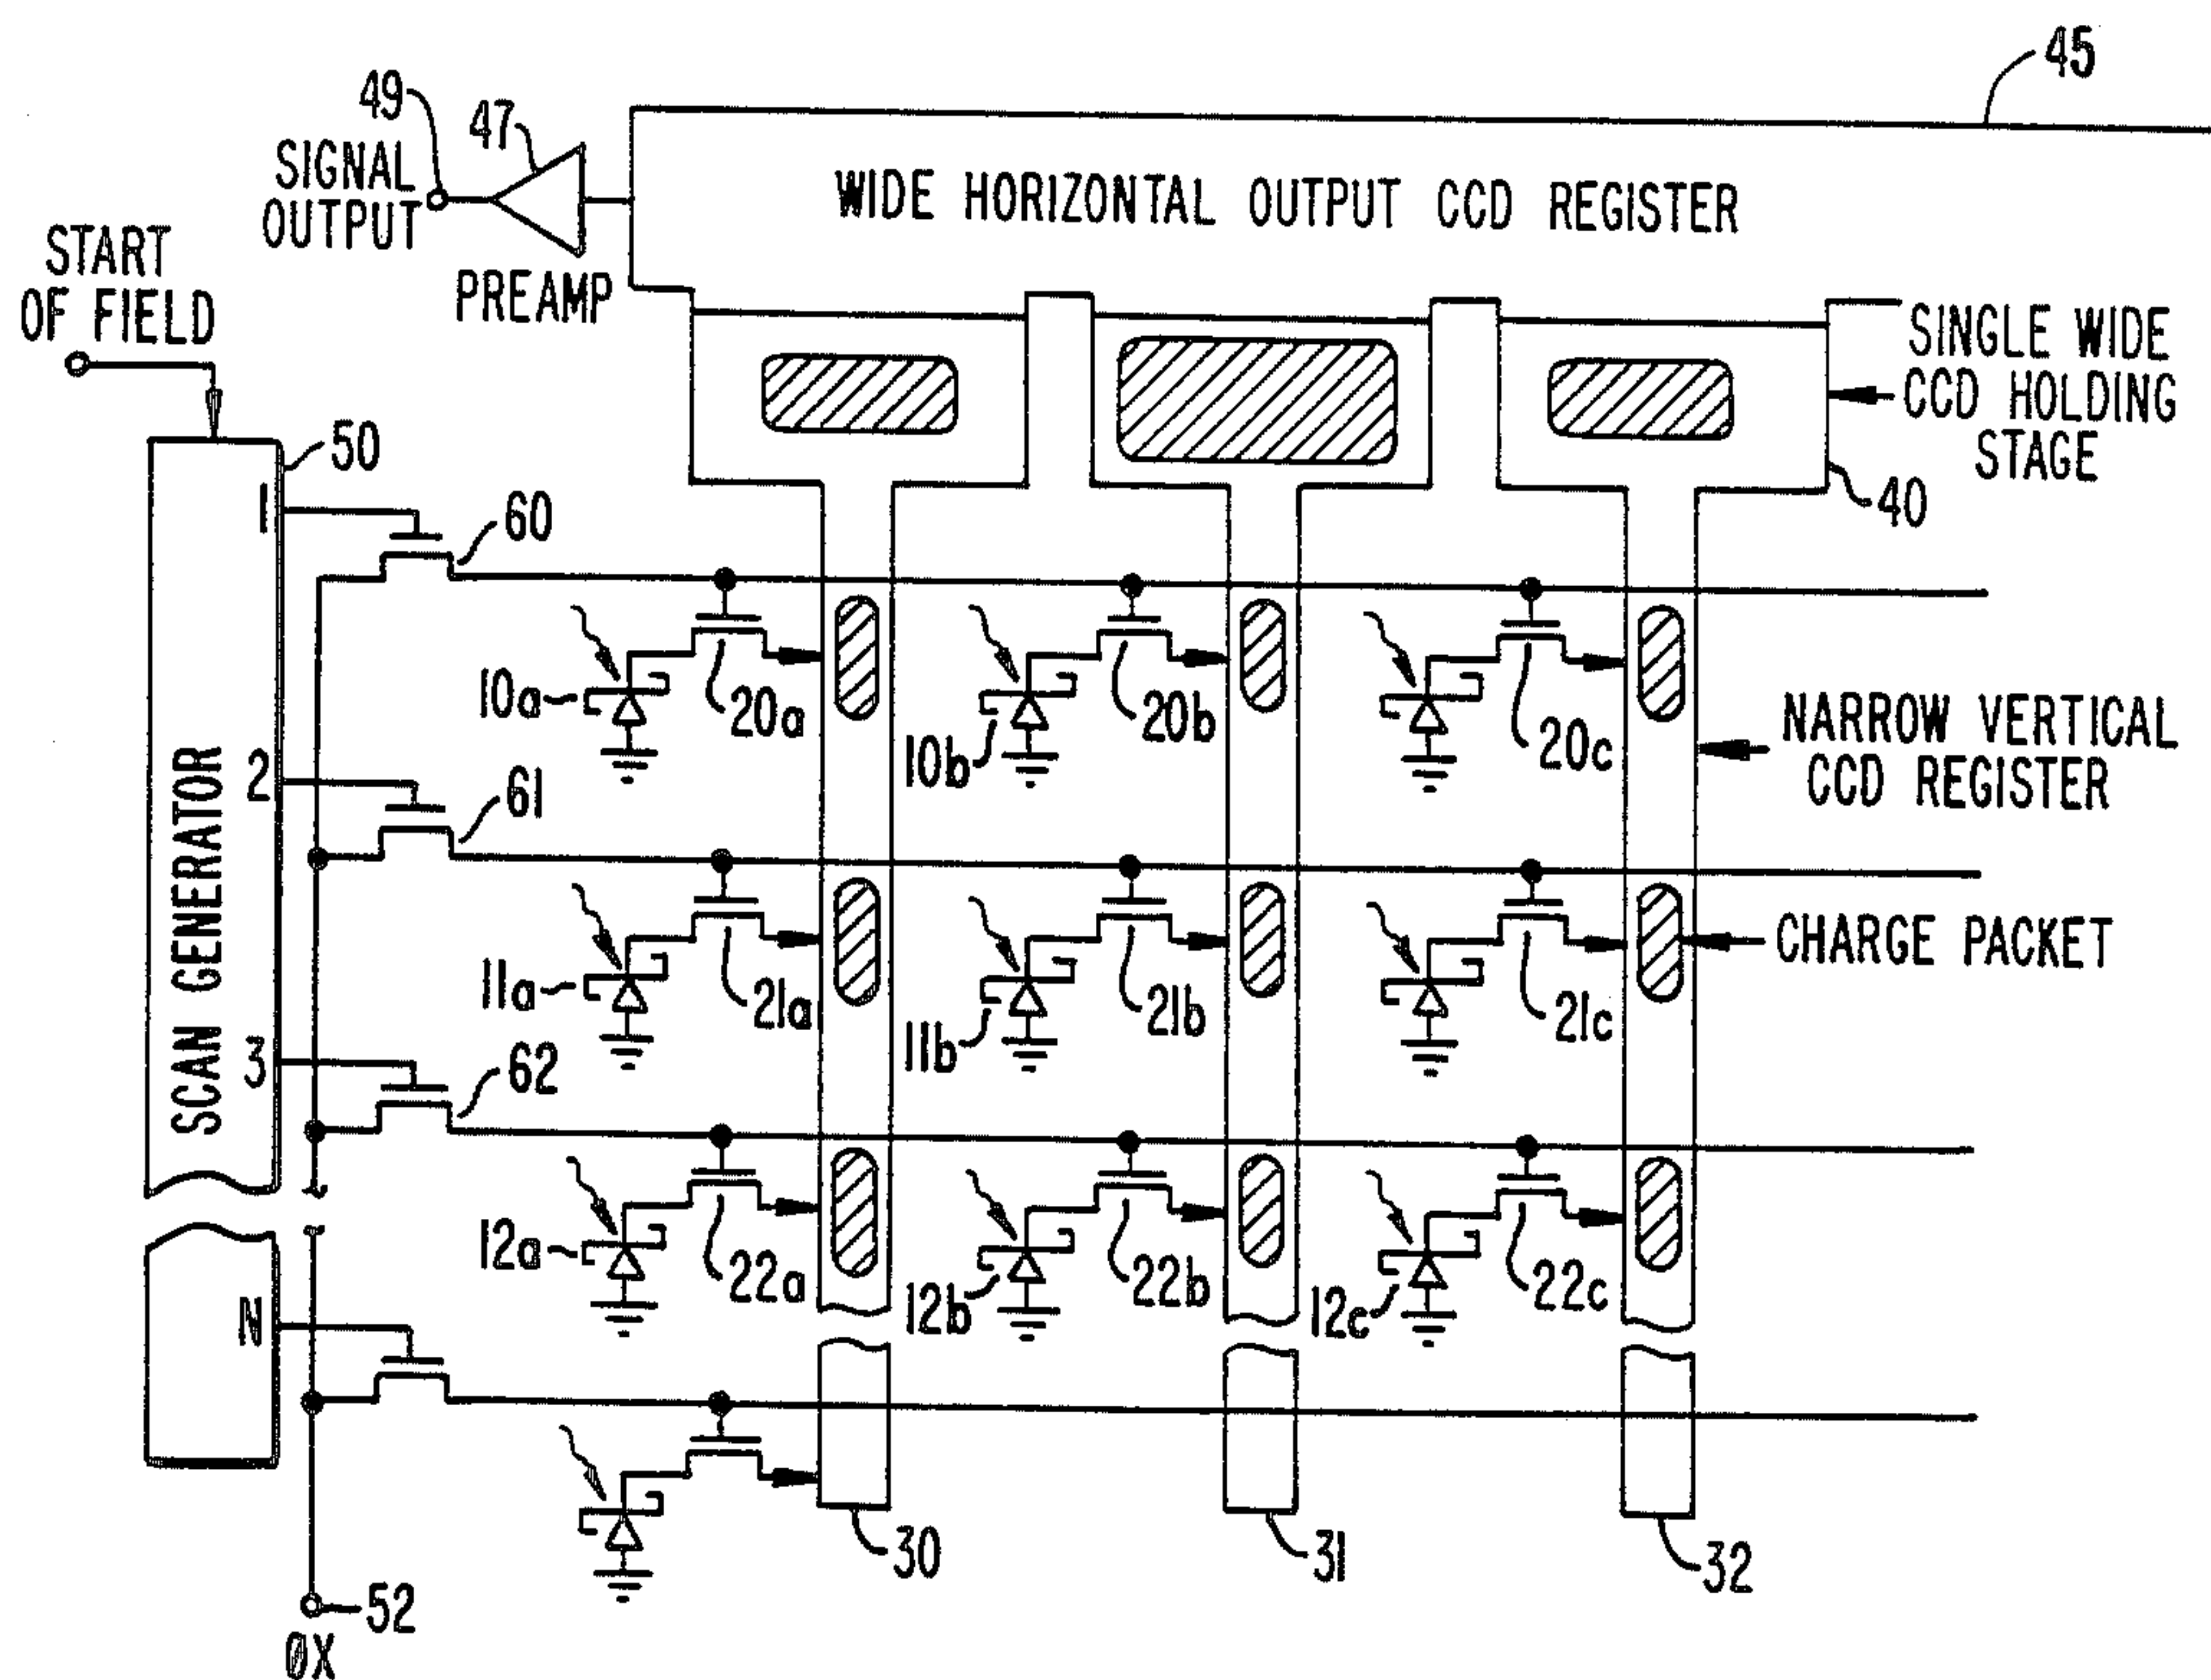 45
49
47
SIGNAL
OUTPUT
PREAMP
WIDE HORIZONTAL OUTPUT CCD REGISTER
START
OF FIELD
SINGLE WIDE
CCD HOLDING
STAGE
40
50
SCAN GENERATOR
1
60
10a
20a
10b
20b
20c
NARROW VERTICAL
CCD REGISTER
2
61
11a
21a
11b
21b
21c
CHARGE PACKET
3
62
12a
22a
12b
22b
12c
22c
N
30
31
32
52
ØX